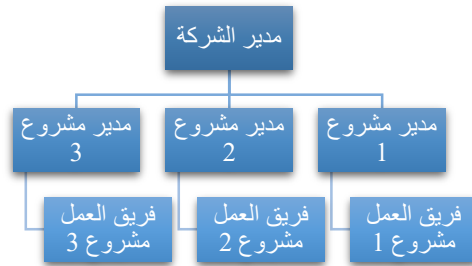 مدير الشركة
مدير مشروع
1
مدير مشروع
2
مدير مشروع
3
فريق العمل
مشروع 1
فريق العمل
مشروع 2
فريق العمل
مشروع 3